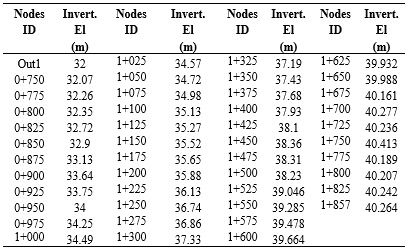 Nodes Invert. Nodes Invert. Nodes Invert. Nodes Invert.
ID El ID El ID El ID El
(m) (m) (m) (m)
Out1 32 1+025 34.57 1+325 37.19 1+625 39.932
0+750 32.07 1+050 34.72 1+350 37.43 1+650 39.988
0+775 32.26 1+075 34.98 1+375 37.68 1+675 40.161
0+800 32.35 1+100 35.13 1+400 37.93 1+700 40.277
0+825 32.72 1+125 35.27 1+425 38.1 1+725 40.236
0+850 32.9 1+150 35.52 1+450 38.36 1+750 40.413
0+875 33.13 1+175 35.65 1+475 38.31 1+775 40.189
0+900 33.64 1+200 35.88 1+500 38.23 1+800 40.207
0+925 33.75 1+225 36.13 1+525 39.046 1+825 40.242
0+950 34 1+250 36.74 1+550 39.285 1+857 40.264
0+975 34.25 1+275 36.86 1+575 39.478
1+000 34.49 1+300 37.33 1+600 39.664